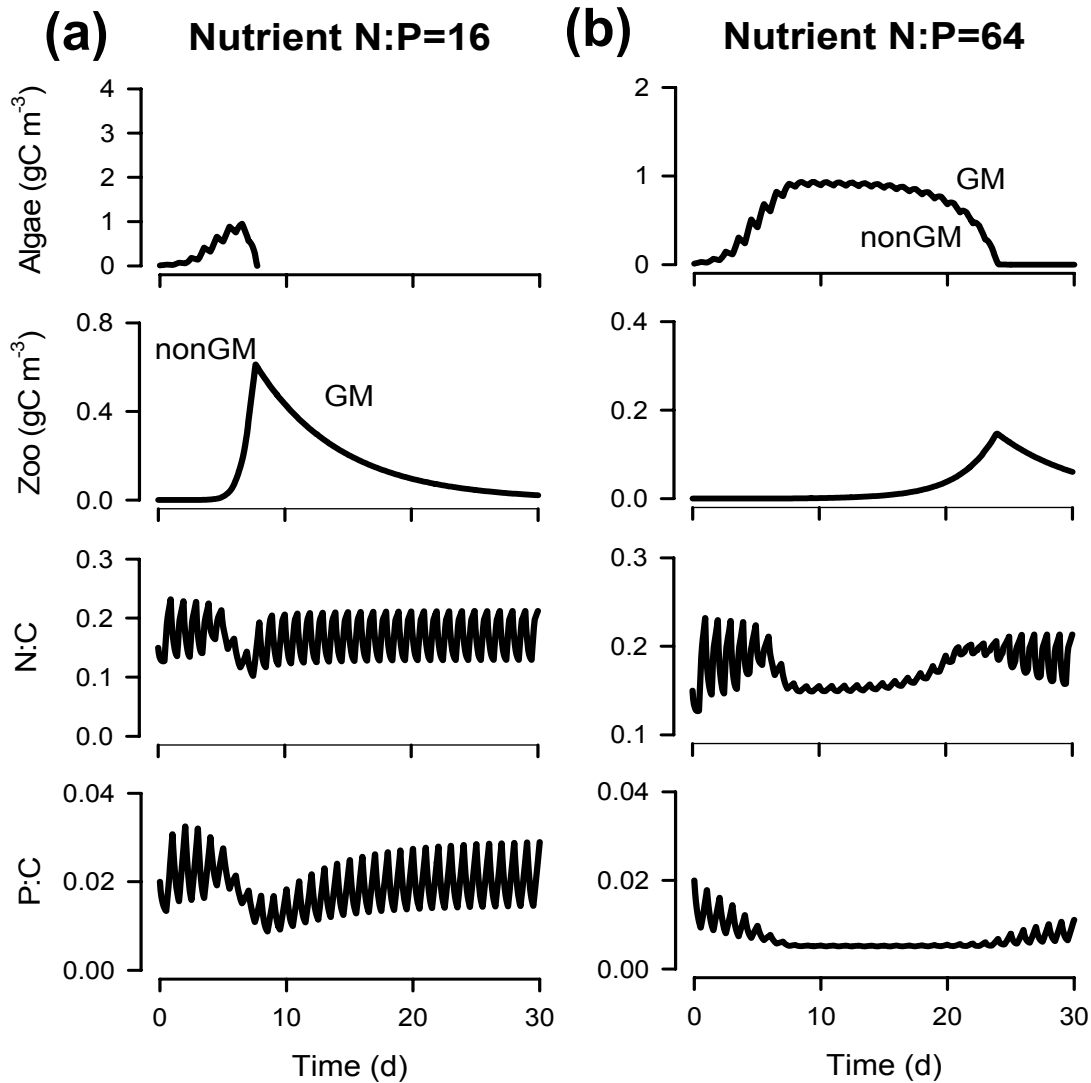 (a) Nutrient N:P=16
(b) Nutrient N:P=64
Algae (gC m⁻³)
4
3
2
1
0
2
1
0
GM
nonGM
Zoo (gC m⁻³)
0.8
0.4
0.0
nonGM
GM
0.4
0.2
0.0
N:C
0.3
0.2
0.1
0.0
0.3
0.2
0.1
P:C
0.04
0.02
0.00
0.04
0.02
0.00
0 10 20 30
0 10 20 30
Time (d)
Time (d)